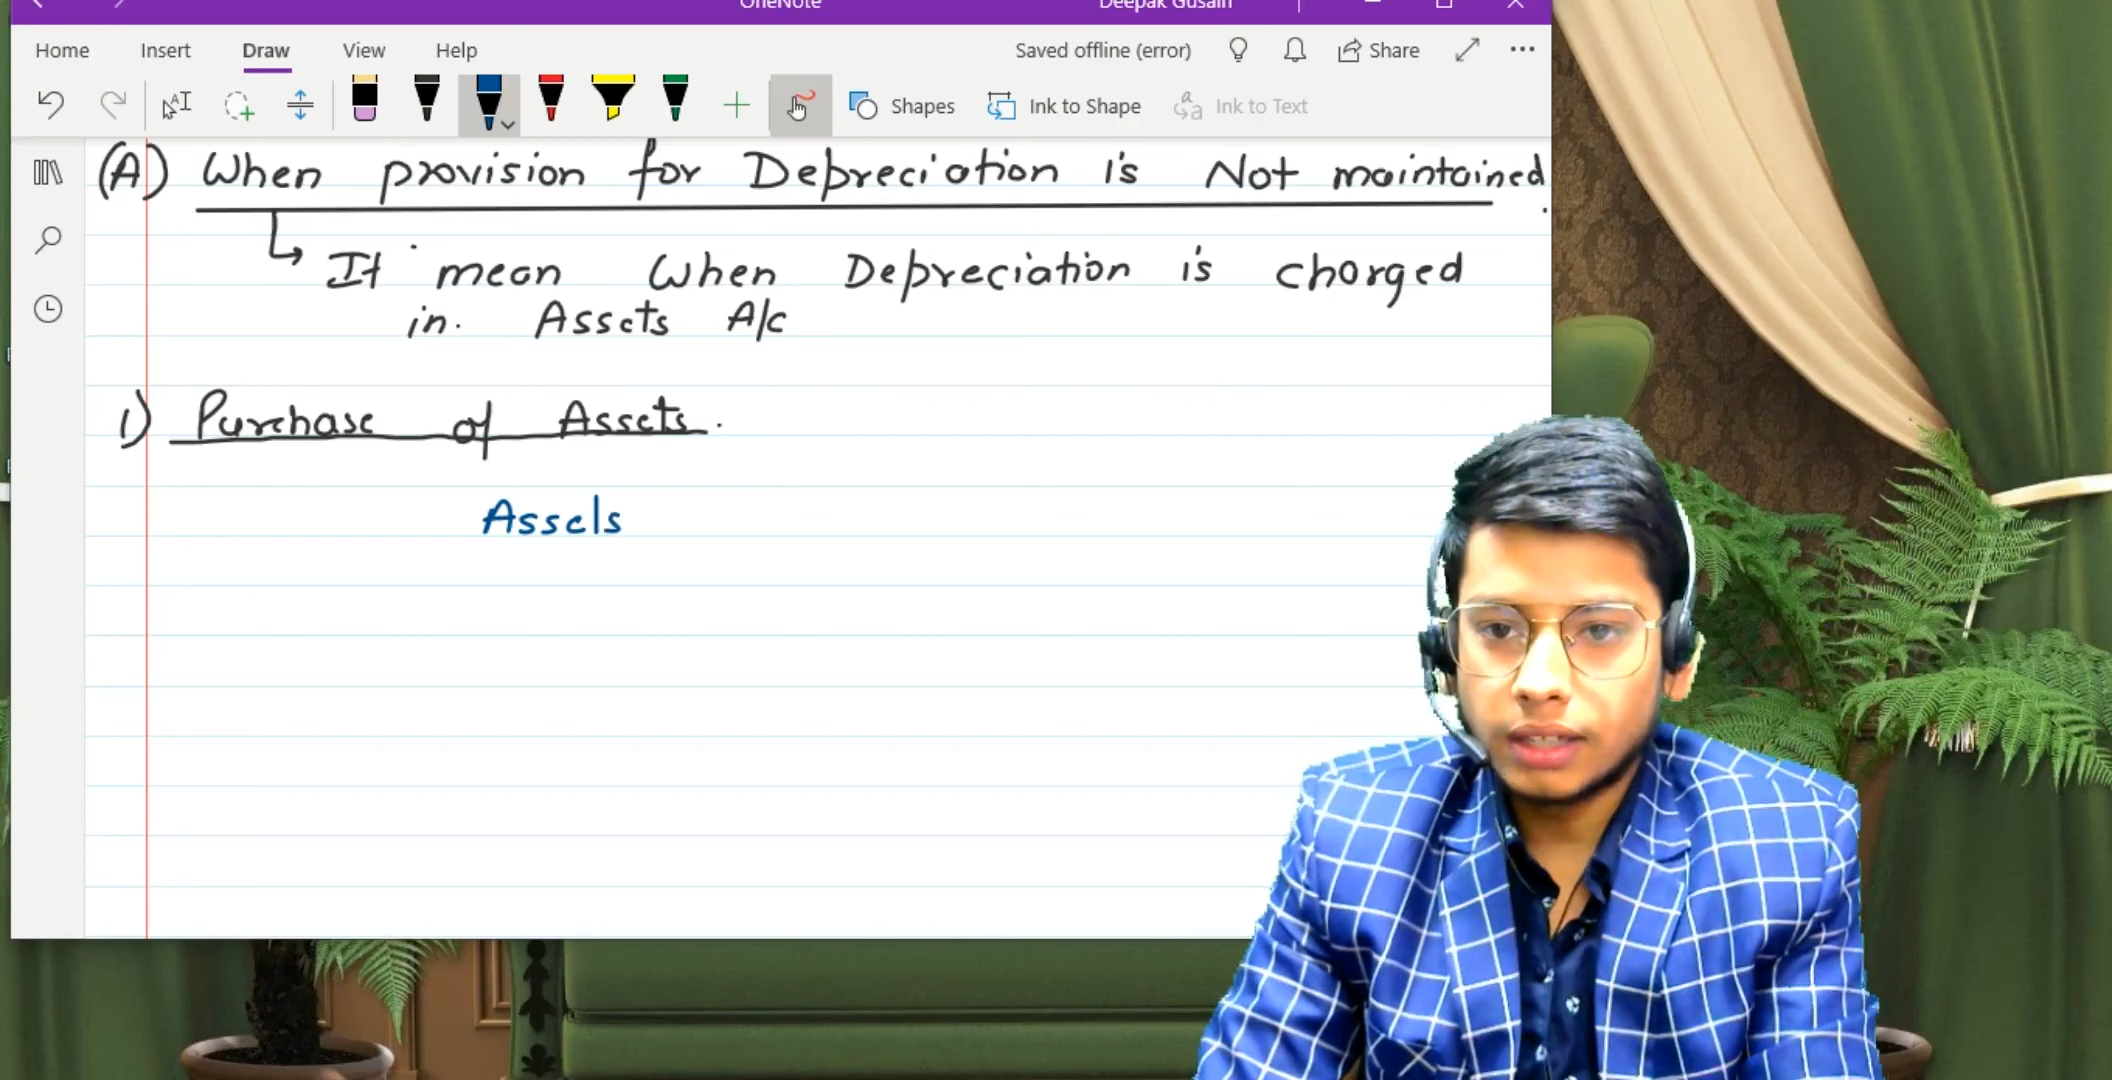 OneNote
Deepak Gusain
Home Insert Draw View Help
Saved offline (error) Share
Shapes Ink to Shape Ink to Text
(A) When provision for Depreciation is Not maintained.
It mean when Depreciation is charged
in. Assets A/c
1) Purchase of Assets.
Assets